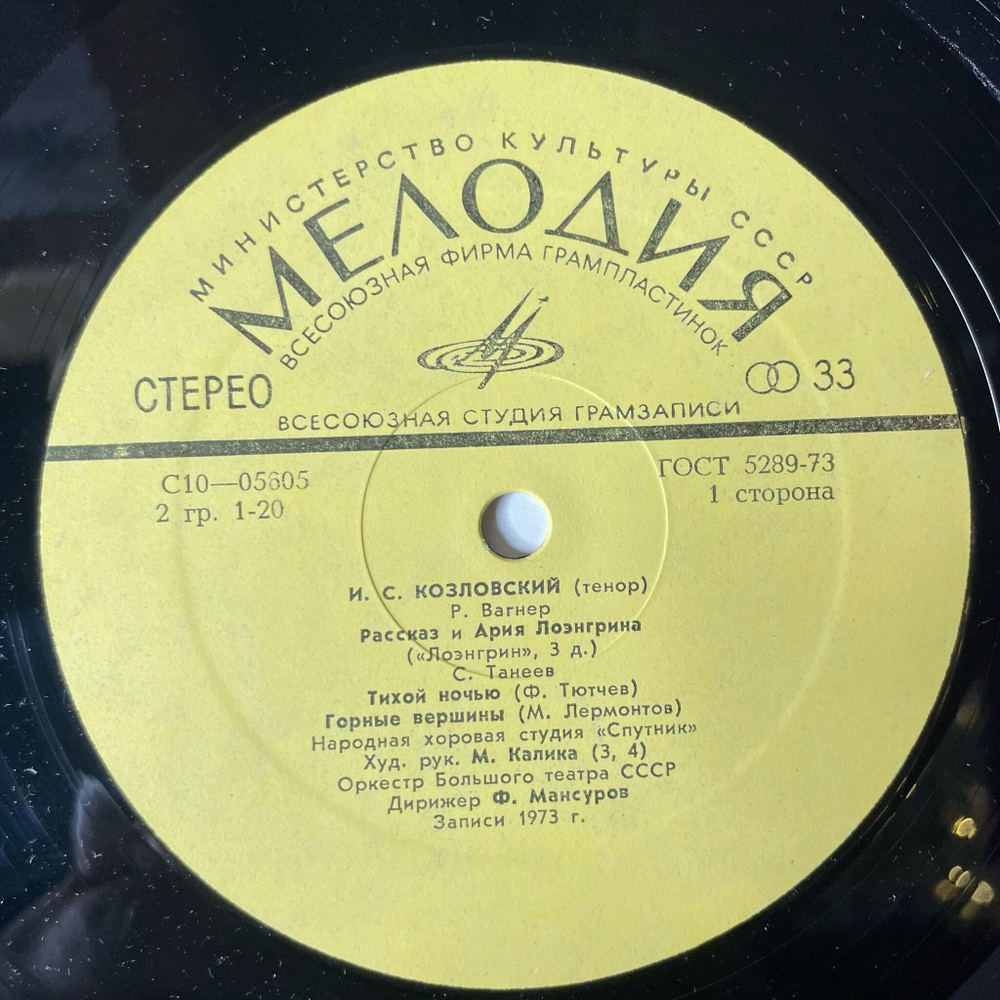 МИНИСТЕРСТВО КУЛЬТУРЫ СССР
МЕЛОДИЯ
ВСЕСОЮЗНАЯ ФИРМА ГРАМПЛАСТИНОК
СТЕРЕО
33
ВСЕСОЮЗНАЯ СТУДИЯ ГРАМЗАПИСИ
С10—05605
ГОСТ 5289-73
2 гр. 1-20
1 сторона
И. С. КОЗЛОВСКИЙ (тенор)
Р. Вагнер
Рассказ и Ария Лоэнгрина
(«Лоэнгрин», 3 д.)
С. Танеев
Тихой ночью (Ф. Тютчев)
Горные вершины (М. Лермонтов)
Народная хоровая студия «Спутник»
Худ. рук. М. Калика (3, 4)
Оркестр Большого театра СССР
Дирижер Ф. Мансуров
Записи 1973 г.